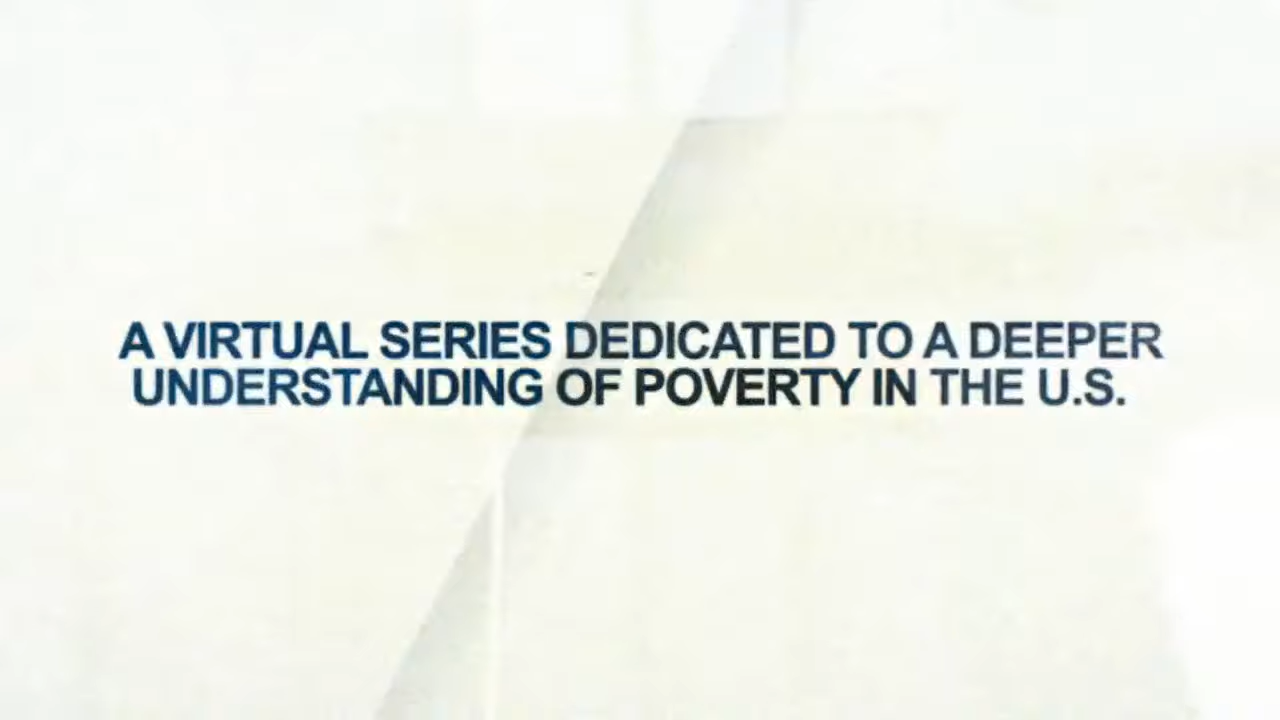 A VIRTUAL SERIES DEDICATED TO A DEEPER
UNDERSTANDING OF POVERTY IN THE U.S.